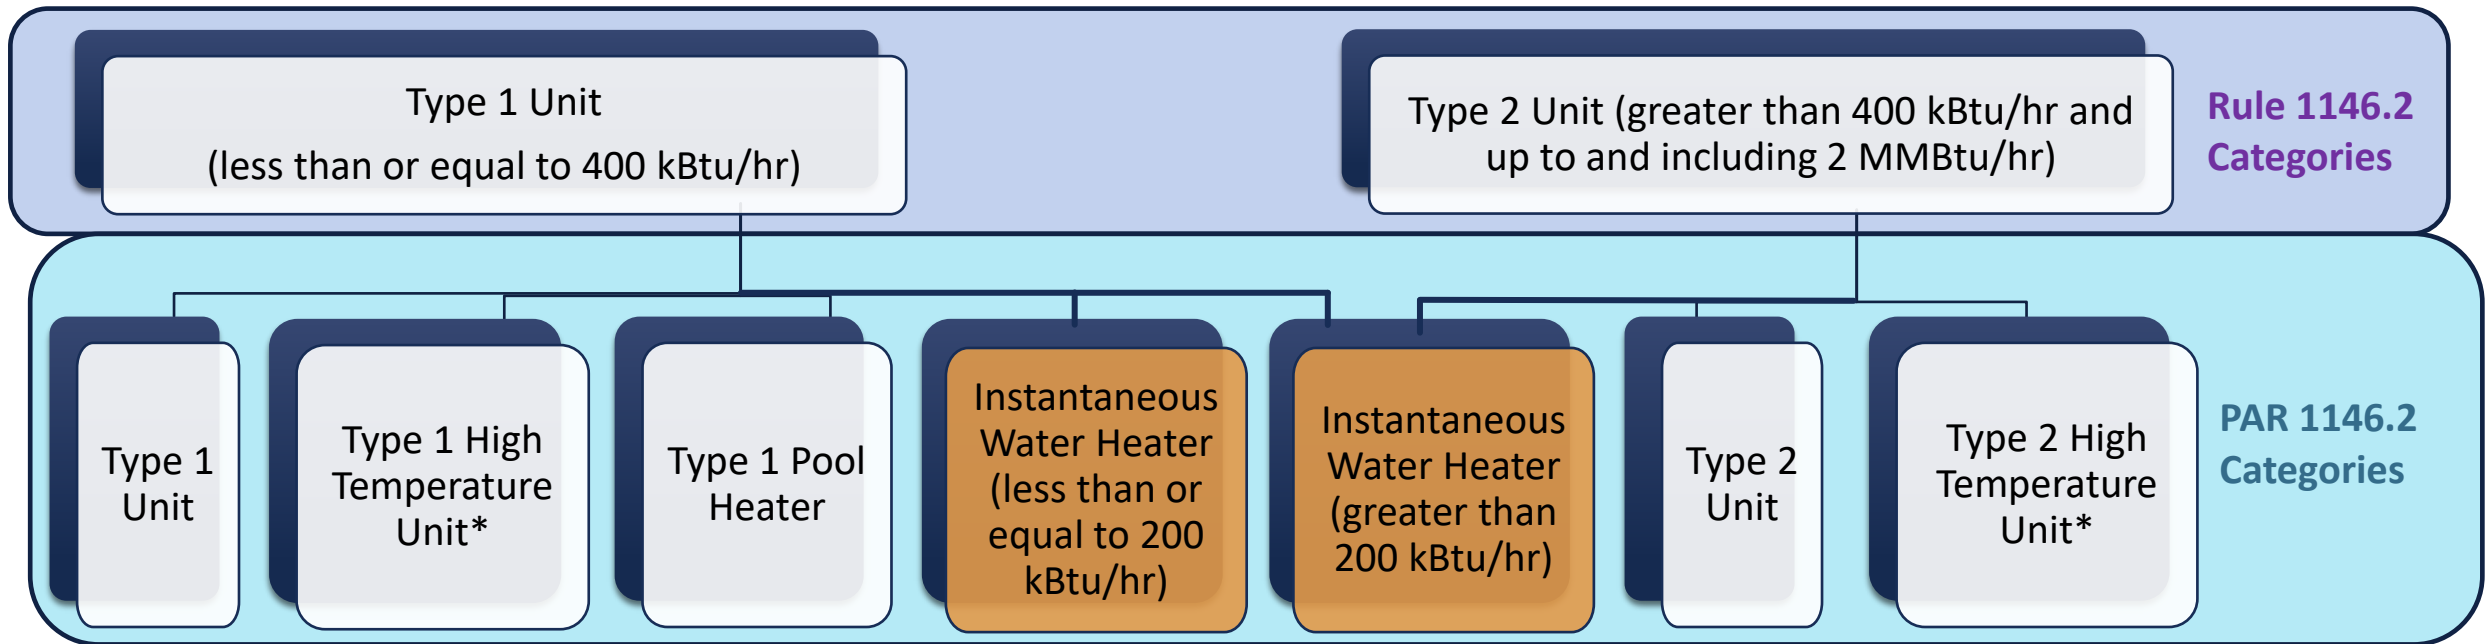 Type 1 Unit
(less than or equal to 400 kBtu/hr)
Type 2 Unit (greater than 400 kBtu/hr and
up to and including 2 MMBtu/hr)
Rule 1146.2
Categories
Type 1
Unit
Type 1 High
Temperature
Unit*
Type 1 Pool
Heater
Instantaneous
Water Heater
(less than or
equal to 200
kBtu/hr)
Instantaneous
Water Heater
(greater than
200 kBtu/hr)
Type 2
Unit
Type 2 High
Temperature
Unit*
PAR 1146.2
Categories